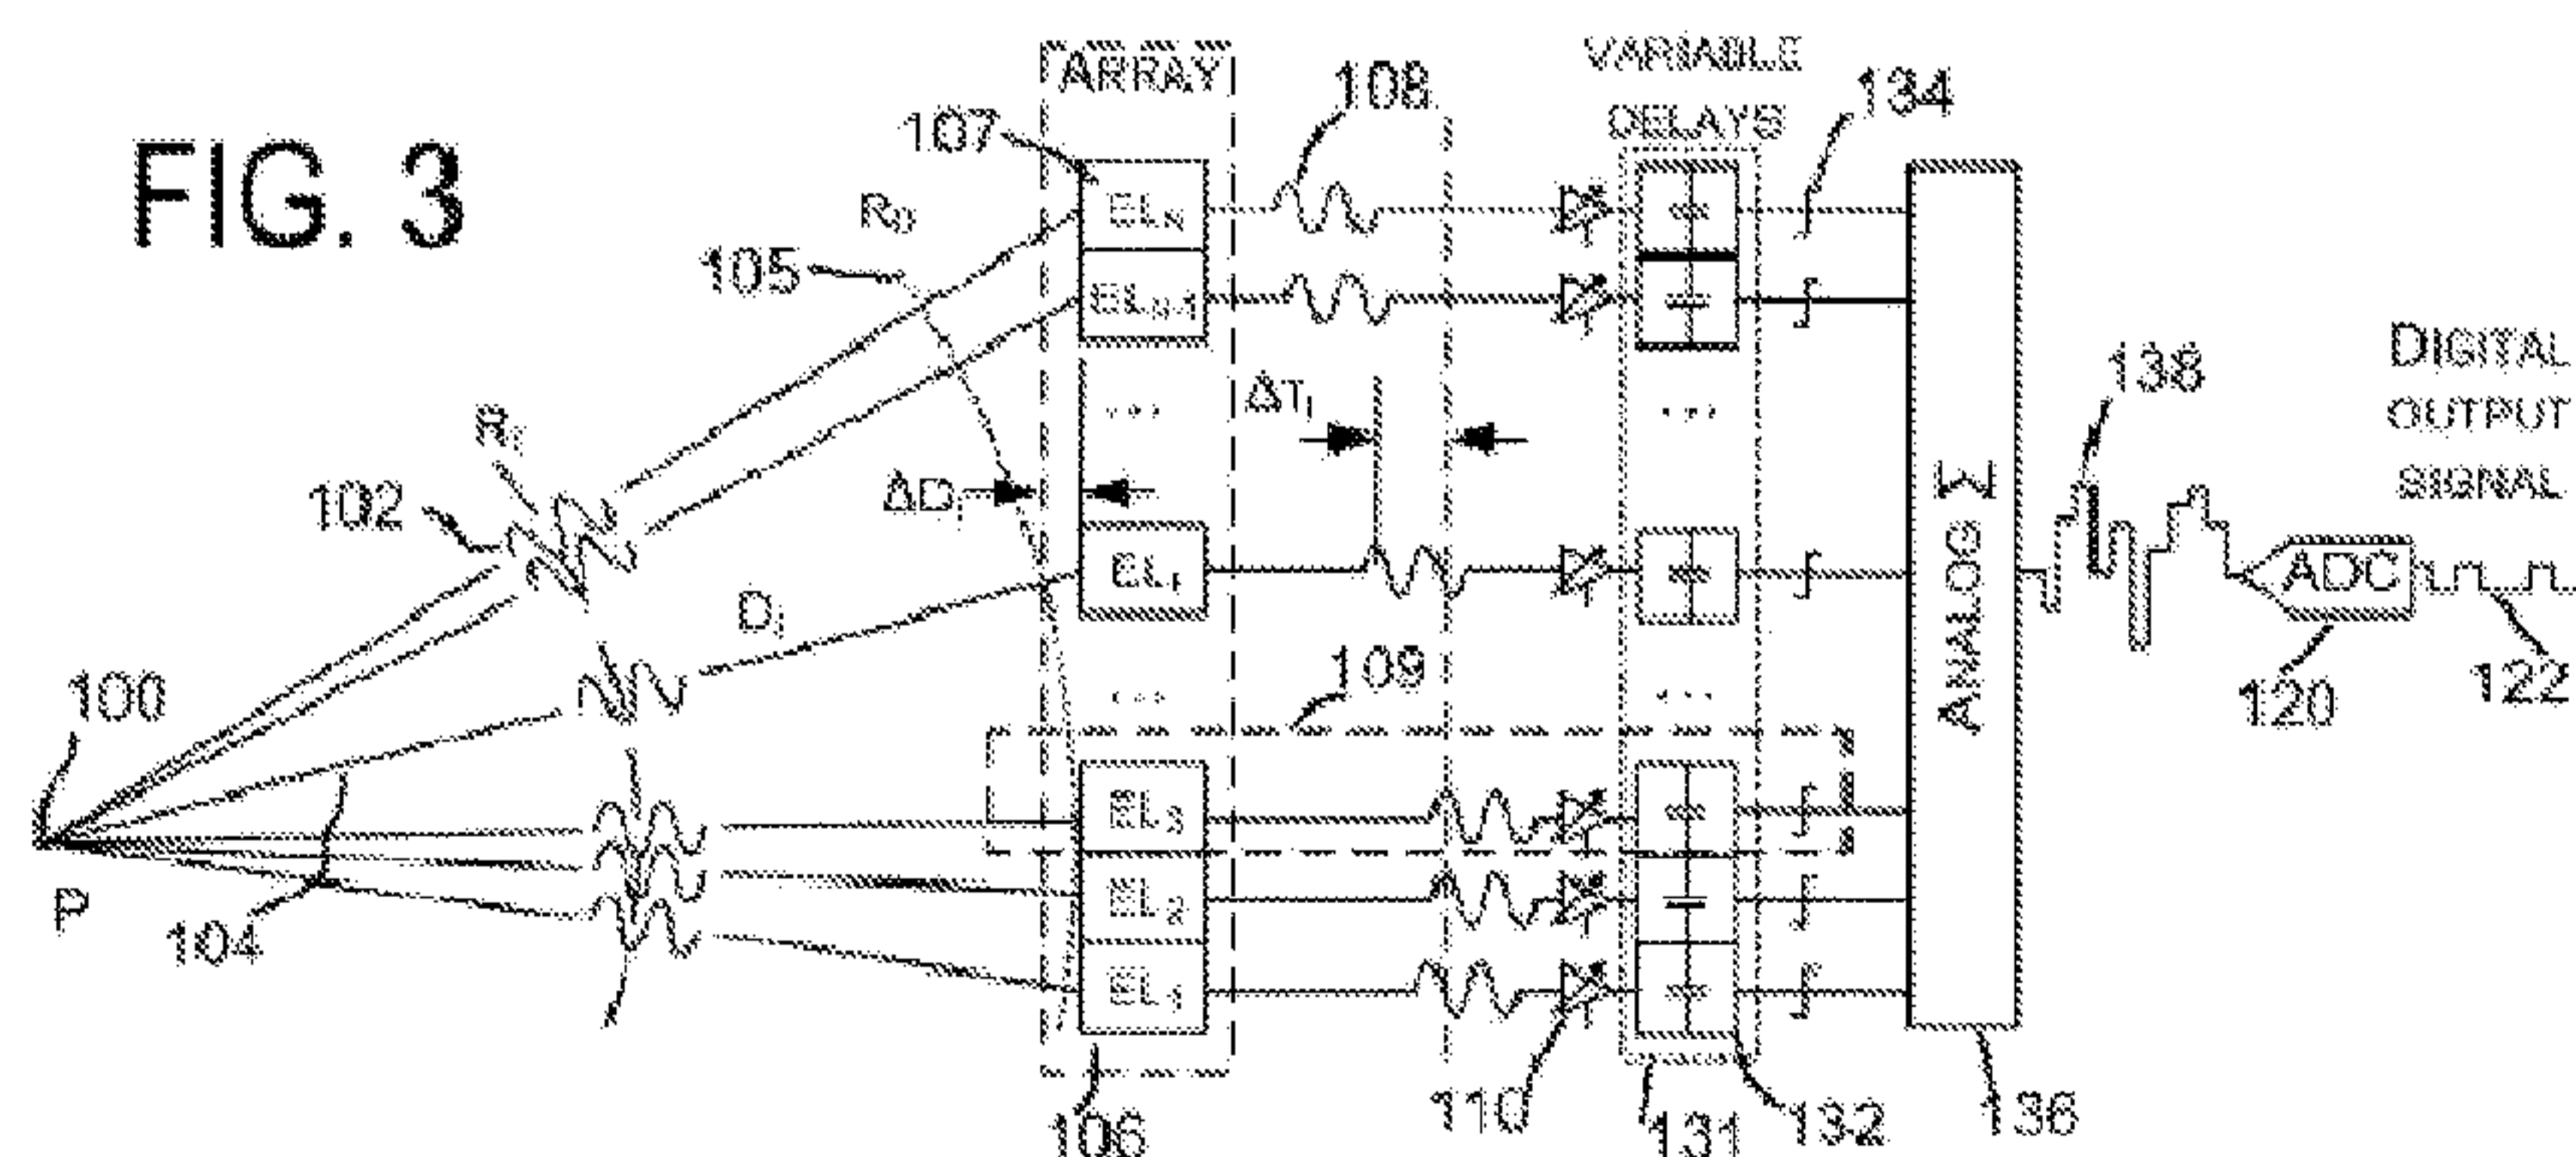 FIG. 3
ARRAY
VARIABLE
DELAYS
107
108
134
105
R₀
ELₙ
ELₙ₋₁
...
ΔTᵢ
...
138
DIGITAL
OUTPUT
SIGNAL
102
ΔDᵢ
Dᵢ
ELᵢ
ANALOG Σ
ADC
120
122
...
109
...
100
P
104
EL₃
EL₂
EL₁
106
110
131
132
136